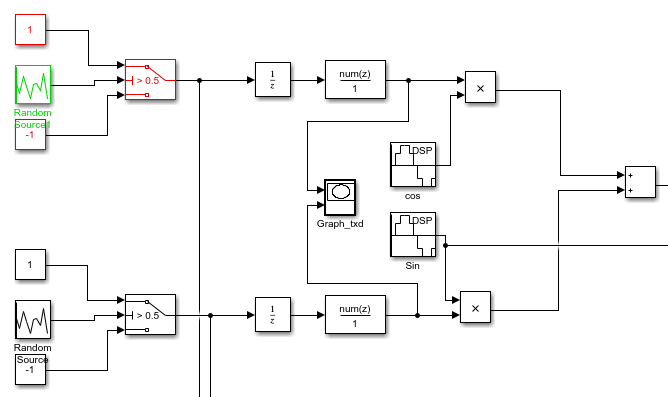 1
> 0.5
Random
Source1
-1
1
z
num(z)
1
×
DSP
cos
+
+
Graph_txd
DSP
Sin
1
> 0.5
Random
Source
-1
1
z
num(z)
1
×